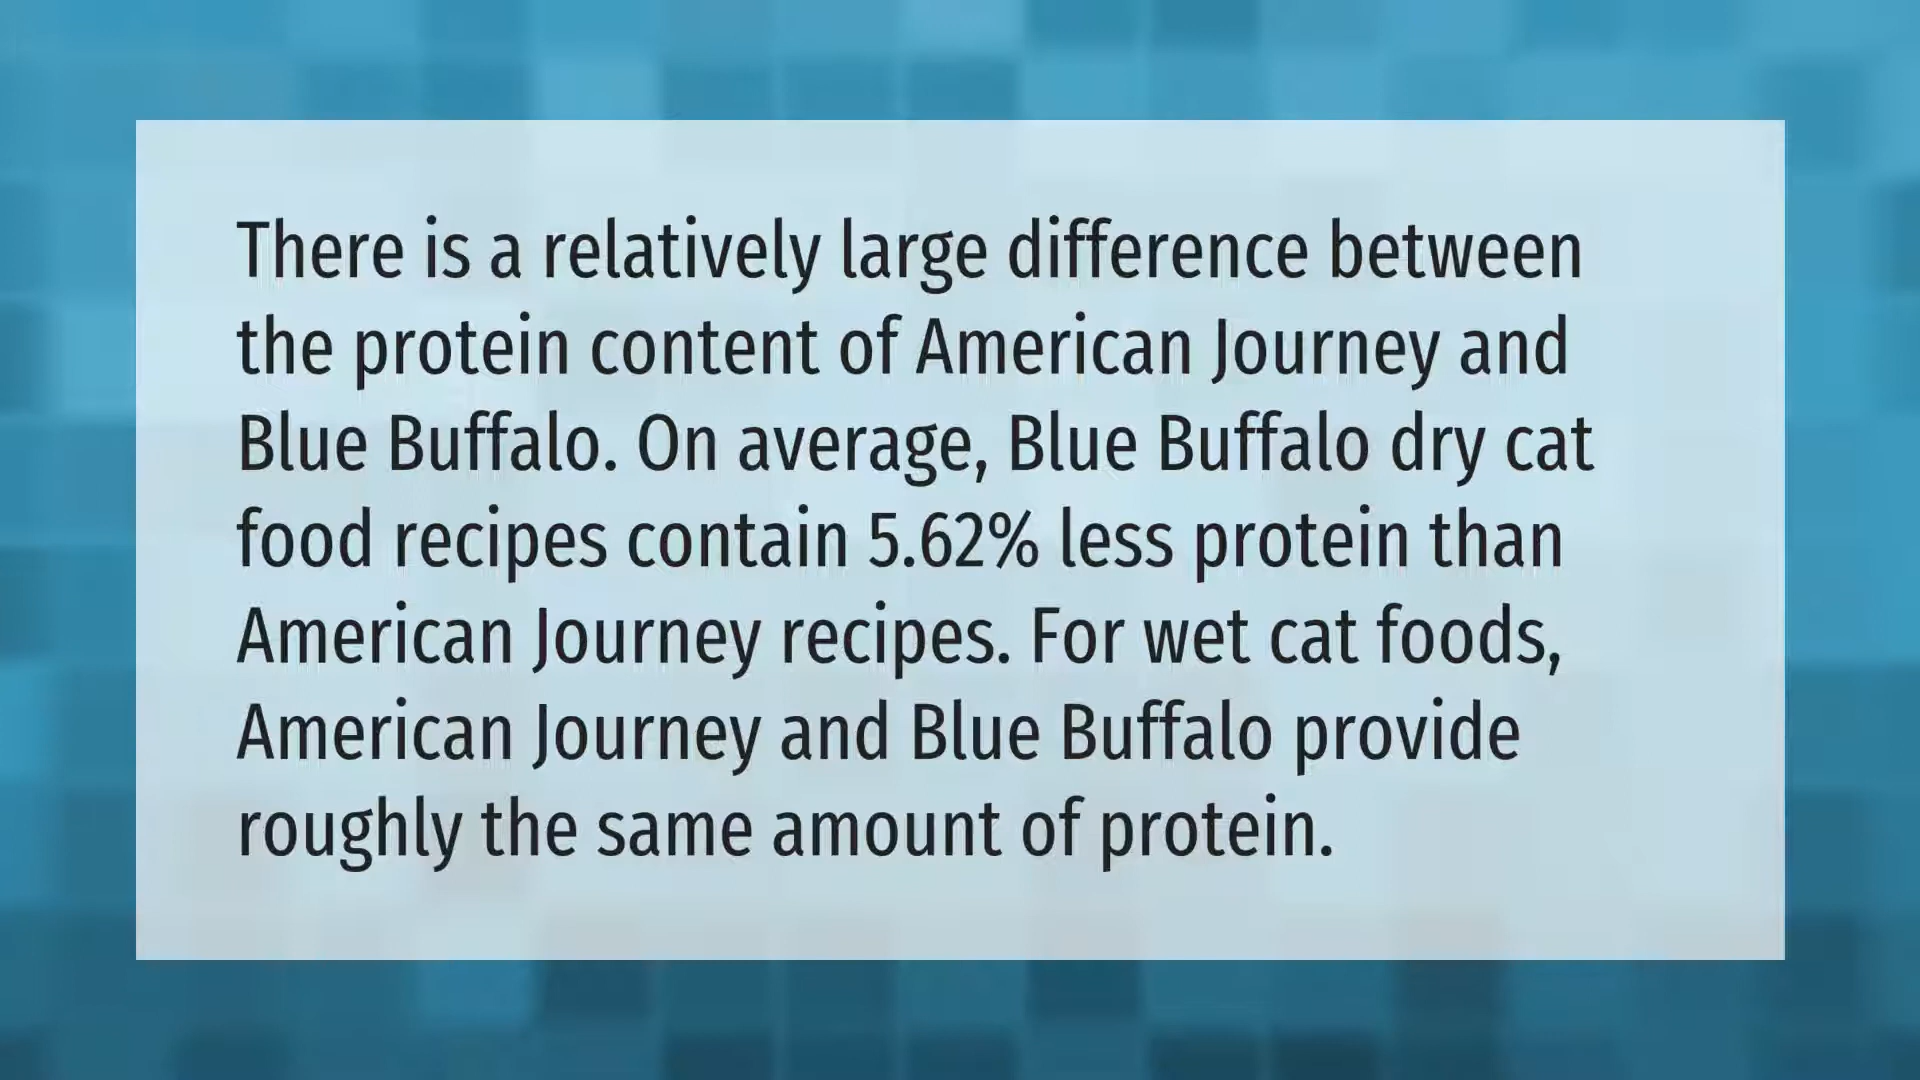 There is a relatively large difference between
the protein content of American Journey and
Blue Buffalo. On average, Blue Buffalo dry cat
food recipes contain 5.62% less protein than
American Journey recipes. For wet cat foods,
American Journey and Blue Buffalo provide
roughly the same amount of protein.